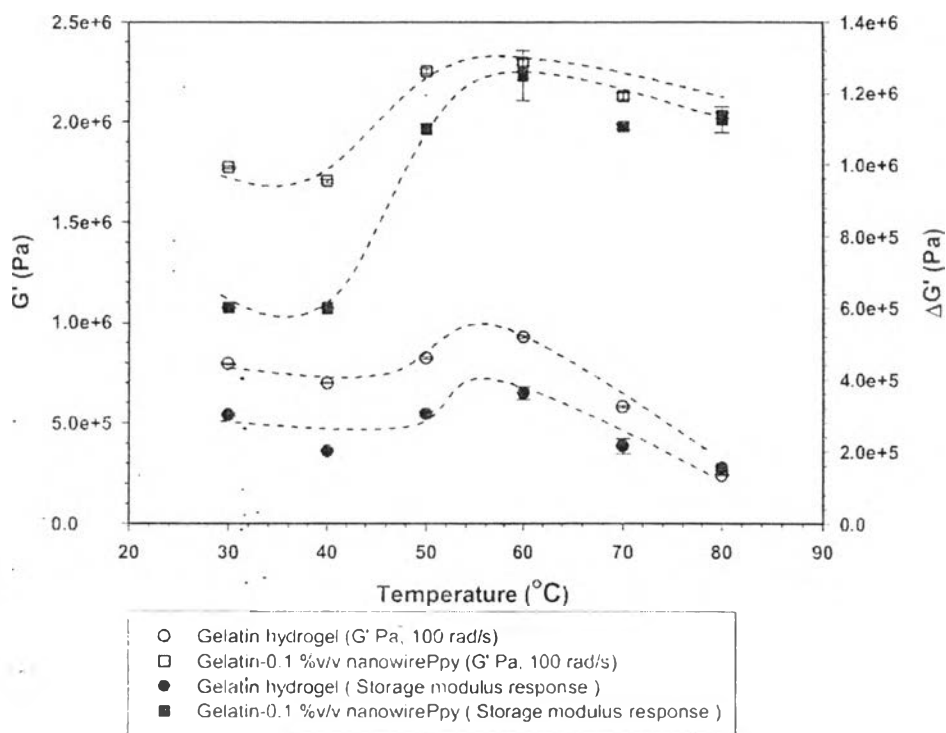 2.5e+6
2.0e+6
1.5e+6
1.0e+6
5.0e+5
0.0
G' (Pa)
1.4e+6
1.2e+6
1.0e+6
8.0e+5
6.0e+5
4.0e+5
2.0e+5
0.0
ΔG' (Pa)
20 30 40 50 60 70 80 90
Temperature (°C)
Gelatin hydrogel (G' Pa, 100 rad/s)
Gelatin-0.1 %v/v nanowirePpy (G' Pa, 100 rad/s)
Gelatin hydrogel ( Storage modulus response )
Gelatin-0.1 %v/v nanowirePpy ( Storage modulus response )